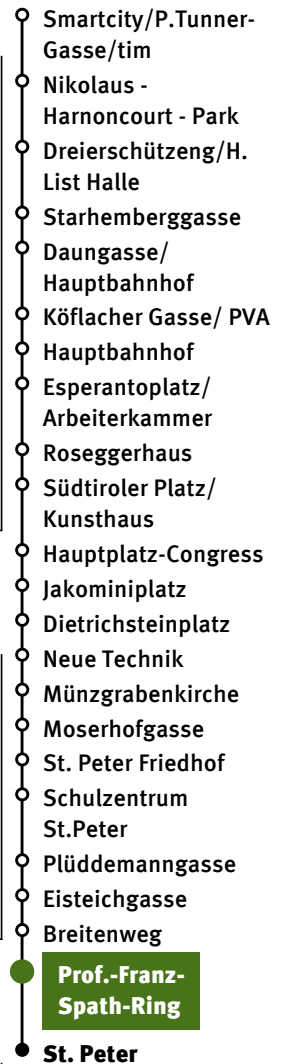 Smartcity/P.Tunner-
Gasse/tim
Nikolaus -
Harnoncourt - Park
Dreierschützeng/H.
List Halle
Starhemberggasse
Daungasse/
Hauptbahnhof
Köflacher Gasse/ PVA
Hauptbahnhof
Esperantoplatz/
Arbeiterkammer
Roseggerhaus
Südtiroler Platz/
Kunsthaus
Hauptplatz-Congress
Jakominiplatz
Dietrichsteinplatz
Neue Technik
Münzgrabenkirche
Moserhofgasse
St. Peter Friedhof
Schulzentrum
St.Peter
Plüddemanngasse
Eisteichgasse
Breitenweg
Prof.-Franz-
Spath-Ring
St. Peter